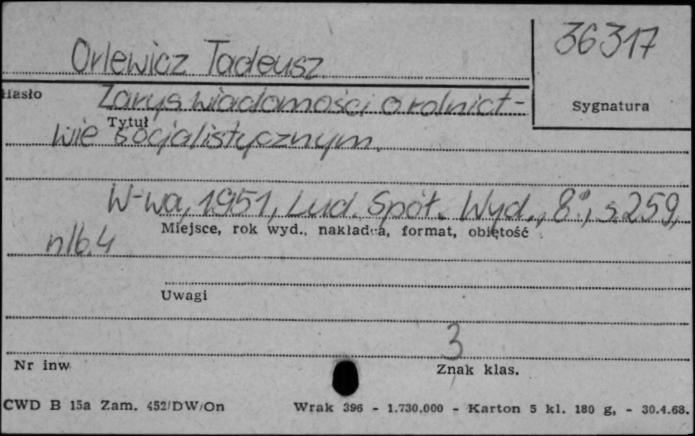 36317
Orlewicz Tadeusz
Hasło
Sygnatura
Zarys wiadomości o rolnict-
Tytuł
wie socjalistycznym.
W-wa, 1951, Lud. Spół. Wyd., 8°, s. 259,
Miejsce, rok wyd., nakładca, format, objętość
nlb. 4
Uwagi
3
Nr inw
Znak klas.
CWD B 15a Zam. 452/DW/On Wrak 396 - 1.730.000 - Karton 5 kl. 180 g, - 30.4.68.